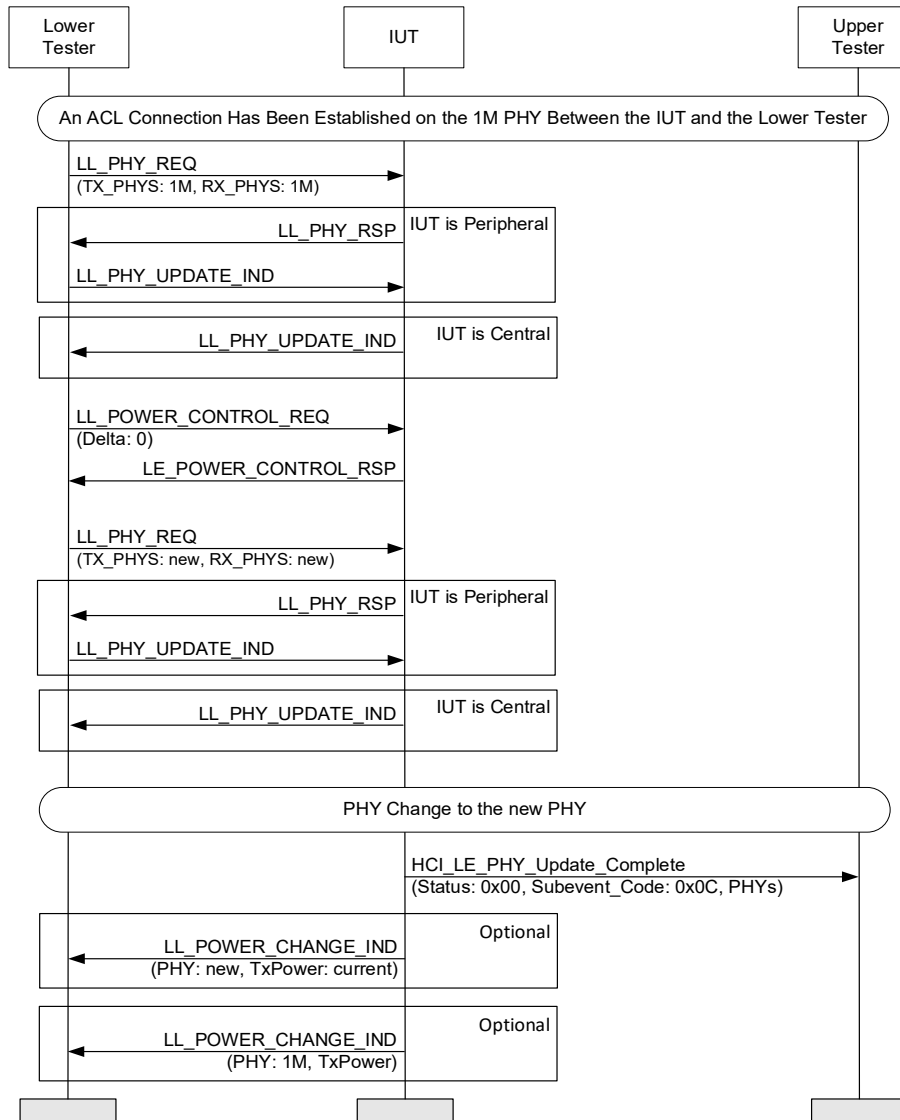 Lower
Tester
IUT
Upper
Tester
An ACL Connection Has Been Established on the 1M PHY Between the IUT and the Lower Tester
LL_PHY_REQ
(TX_PHYS: 1M, RX_PHYS: 1M)
IUT is Peripheral
LL_PHY_RSP
LL_PHY_UPDATE_IND
IUT is Central
LL_PHY_UPDATE_IND
LL_POWER_CONTROL_REQ
(Delta: 0)
LE_POWER_CONTROL_RSP
LL_PHY_REQ
(TX_PHYS: new, RX_PHYS: new)
IUT is Peripheral
LL_PHY_RSP
LL_PHY_UPDATE_IND
IUT is Central
LL_PHY_UPDATE_IND
PHY Change to the new PHY
HCI_LE_PHY_Update_Complete
(Status: 0x00, Subevent_Code: 0x0C, PHYs)
Optional
LL_POWER_CHANGE_IND
(PHY: new, TxPower: current)
Optional
LL_POWER_CHANGE_IND
(PHY: 1M, TxPower)